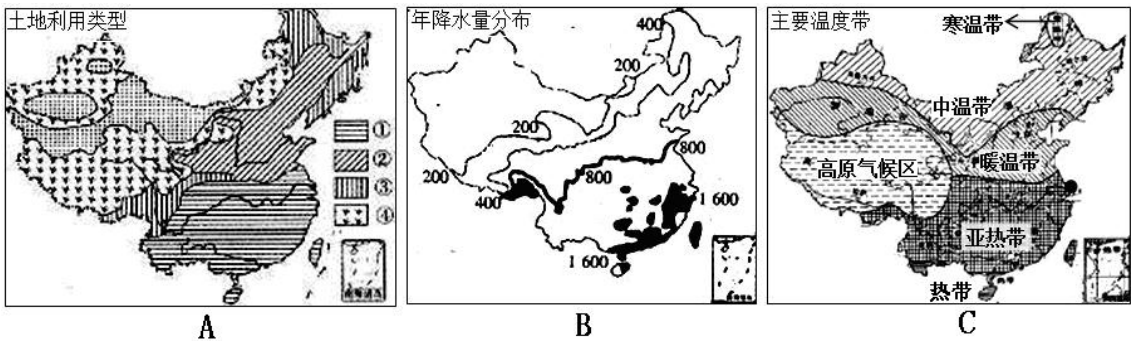 土地利用类型
①
②
③
④
A
年降水量分布
400
200
200
200
400
800
800
1 600
1 600
B
主要温度带
寒温带
中温带
暖温带
高原气候区
亚热带
热带
C